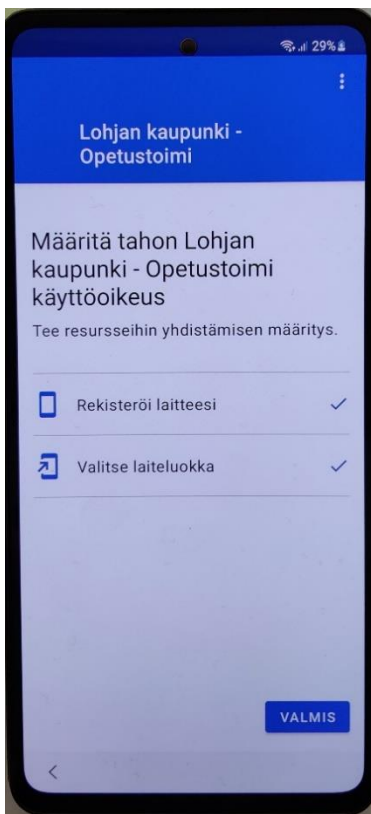 29%
Lohjan kaupunki -
Opetustoimi
Määritä tahon Lohjan
kaupunki - Opetustoimi
käyttöoikeus
Tee resursseihin yhdistämisen määritys.
Rekisteröi laitteesi
Valitse laiteluokka
VALMIS